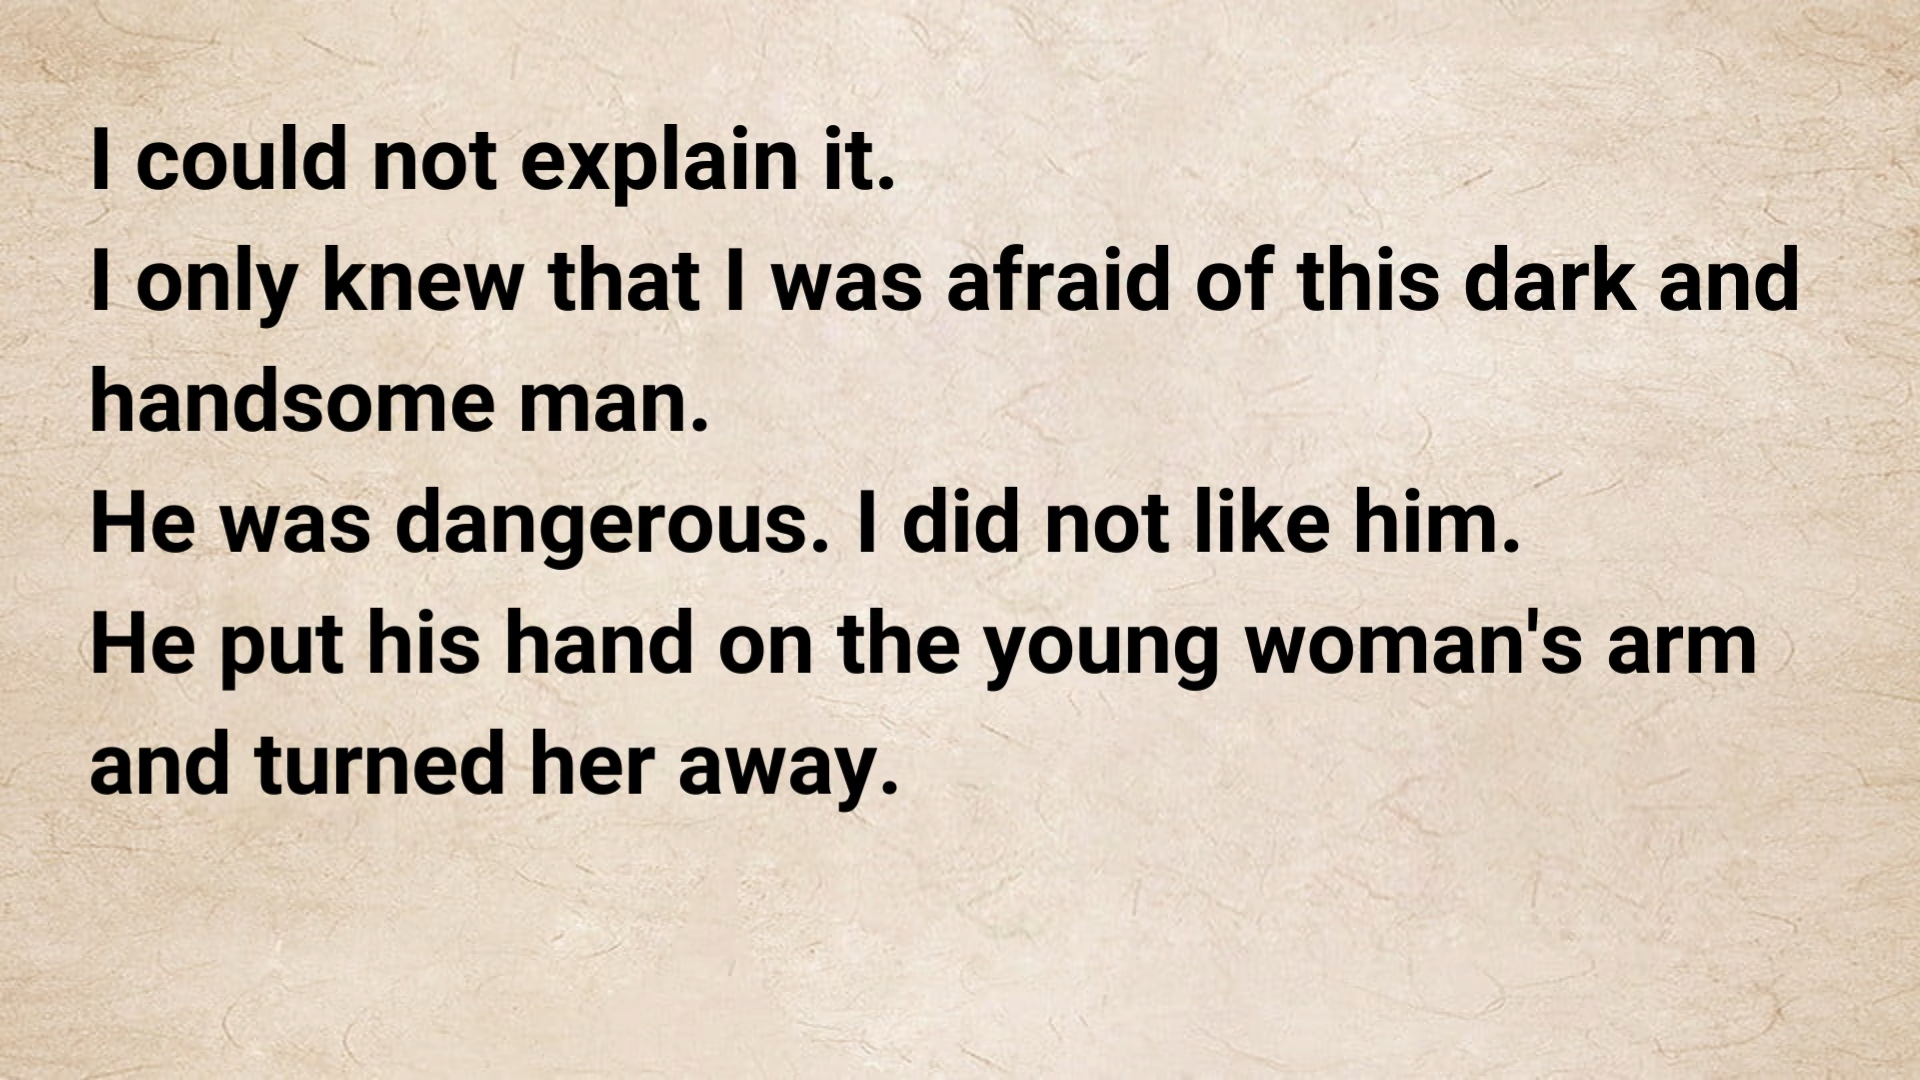 I could not explain it.
I only knew that I was afraid of this dark and
handsome man.
He was dangerous. I did not like him.
He put his hand on the young woman's arm
and turned her away.